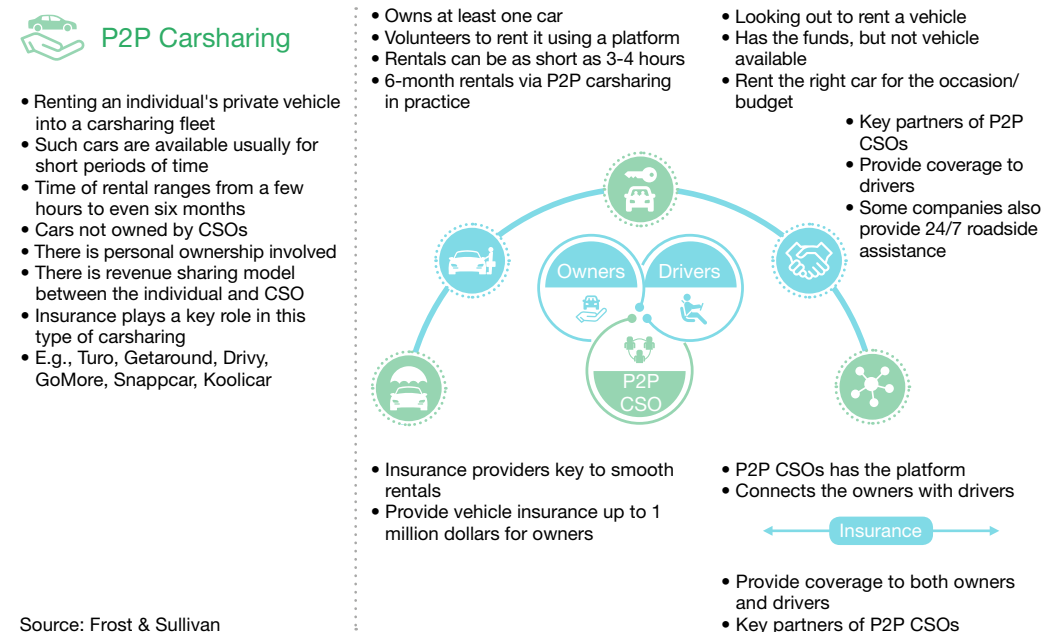 P2P Carsharing
• Renting an individual's private vehicle
into a carsharing fleet
• Such cars are available usually for
short periods of time
• Time of rental ranges from a few
hours to even six months
• Cars not owned by CSOs
• There is personal ownership involved
• There is revenue sharing model
between the individual and CSO
• Insurance plays a key role in this
type of carsharing
• E.g., Turo, Getaround, Drivy,
GoMore, Snappcar, Koolicar
• Owns at least one car
• Volunteers to rent it using a platform
• Rentals can be as short as 3-4 hours
• 6-month rentals via P2P carsharing
in practice
• Looking out to rent a vehicle
• Has the funds, but not vehicle
available
• Rent the right car for the occasion/
budget
• Key partners of P2P
CSOs
• Provide coverage to
drivers
• Some companies also
provide 24/7 roadside
assistance
Owners
Drivers
P2P
CSO
• Insurance providers key to smooth
rentals
• Provide vehicle insurance up to 1
million dollars for owners
• P2P CSOs has the platform
• Connects the owners with drivers
Insurance
• Provide coverage to both owners
and drivers
• Key partners of P2P CSOs
Source: Frost & Sullivan